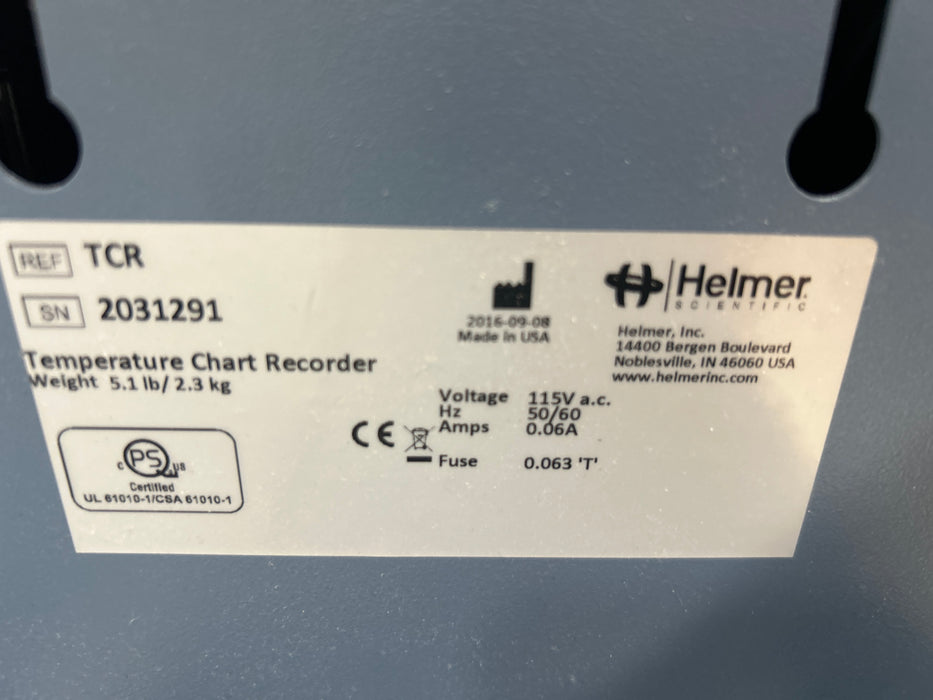 REF TCR
SN 2031291
Temperature Chart Recorder
Weight 5.1 lb/ 2.3 kg
c PS us
Certified
UL 61010-1/CSA 61010-1
2016-09-08
Made in USA
Helmer
SCIENTIFIC
Helmer, Inc.
14400 Bergen Boulevard
Noblesville, IN 46060 USA
www.helmerinc.com
Voltage 115V a.c.
Hz 50/60
Amps 0.06A
Fuse 0.063 'T'
CE